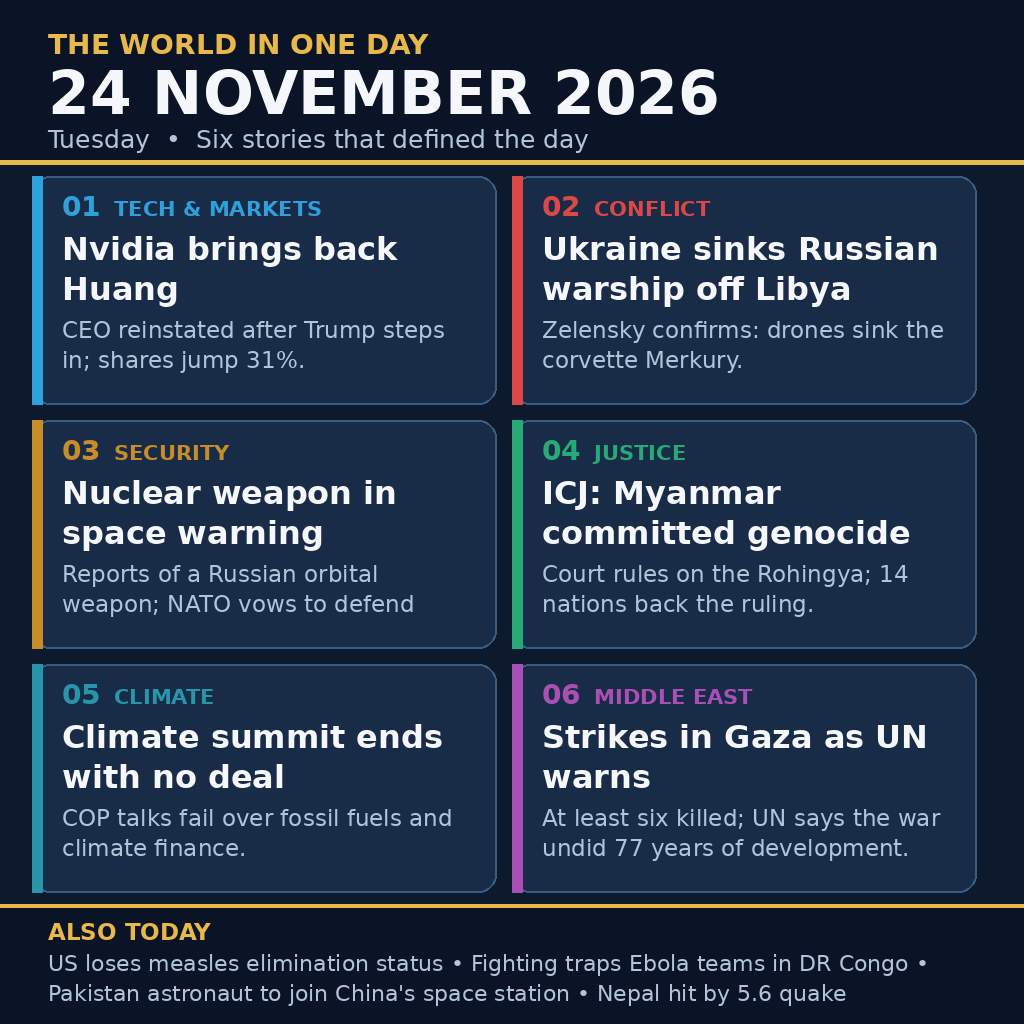 THE WORLD IN ONE DAY
24 NOVEMBER 2026
Tuesday • Six stories that defined the day
01 TECH & MARKETS
Nvidia brings back
Huang
CEO reinstated after Trump steps
in; shares jump 31%.
02 CONFLICT
Ukraine sinks Russian
warship off Libya
Zelensky confirms: drones sink the
corvette Merkury.
03 SECURITY
Nuclear weapon in
space warning
Reports of a Russian orbital
weapon; NATO vows to defend
04 JUSTICE
ICJ: Myanmar
committed genocide
Court rules on the Rohingya; 14
nations back the ruling.
05 CLIMATE
Climate summit ends
with no deal
COP talks fail over fossil fuels and
climate finance.
06 MIDDLE EAST
Strikes in Gaza as UN
warns
At least six killed; UN says the war
undid 77 years of development.
ALSO TODAY
US loses measles elimination status • Fighting traps Ebola teams in DR Congo •
Pakistan astronaut to join China's space station • Nepal hit by 5.6 quake